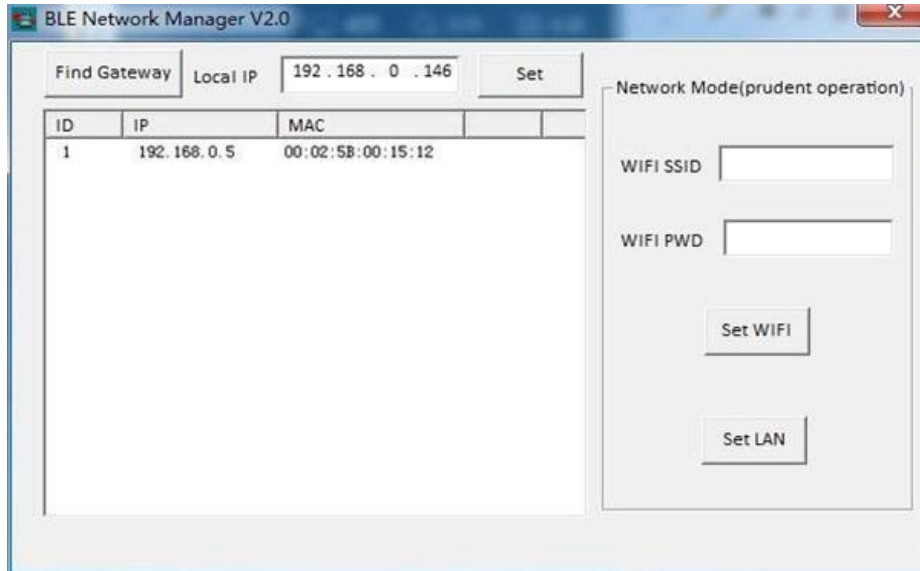 BLE Network Manager V2.0
Find Gateway Local IP 192.168. 0 .146 Set
ID IP MAC
1 192.168.0.5 00:02:5B:00:15:12
Network Mode(prudent operation)
WIFI SSID
WIFI PWD
Set WIFI
Set LAN